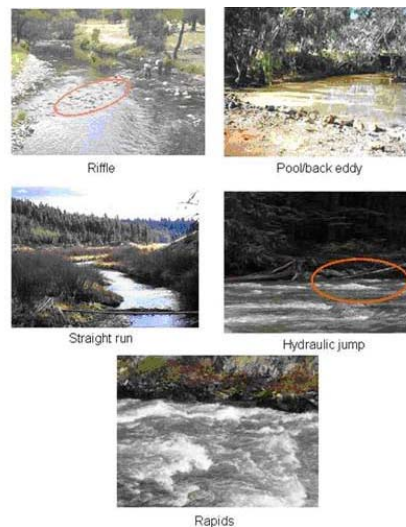 Riffle
Pool/back eddy
Straight run
Hydraulic jump
Rapids